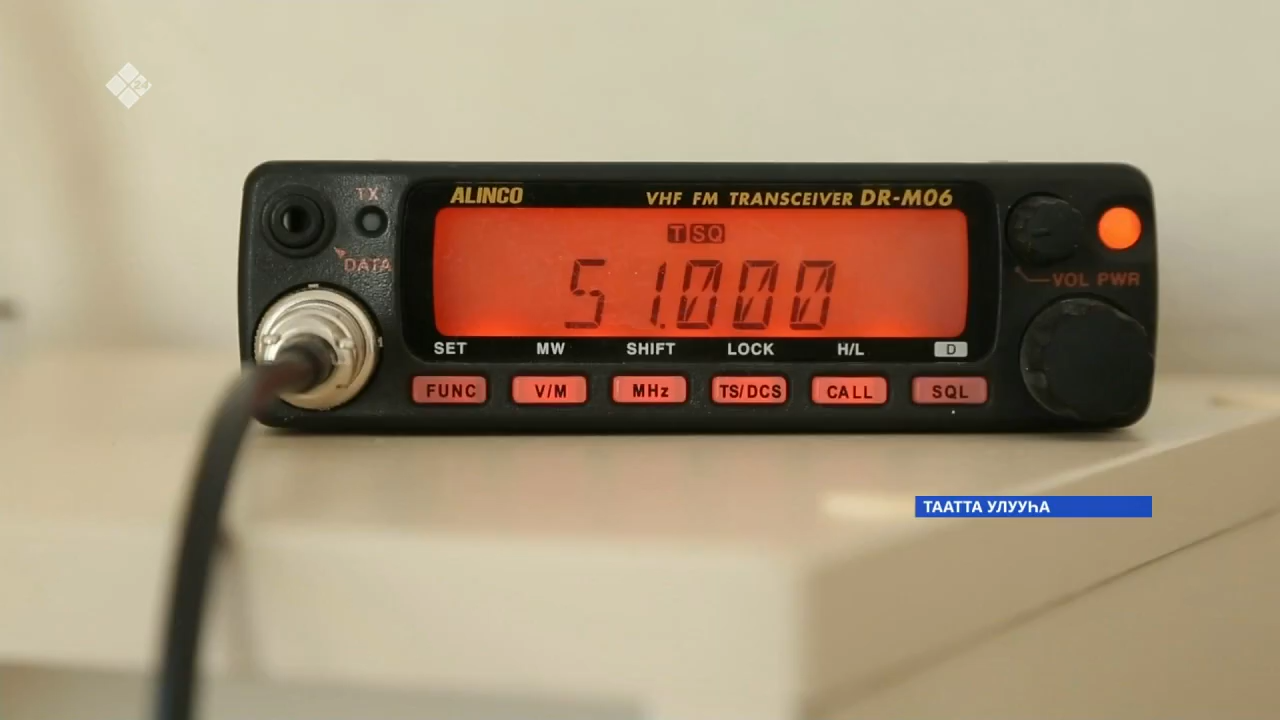 24
ALINCO
VHF FM TRANSCEIVER DR-M06
TX
DATA
T SQ
51.000
VOL PWR
SET MW SHIFT LOCK H/L D
FUNC V/M MHz TS/DCS CALL SQL
ТААТТА УЛУУҺА